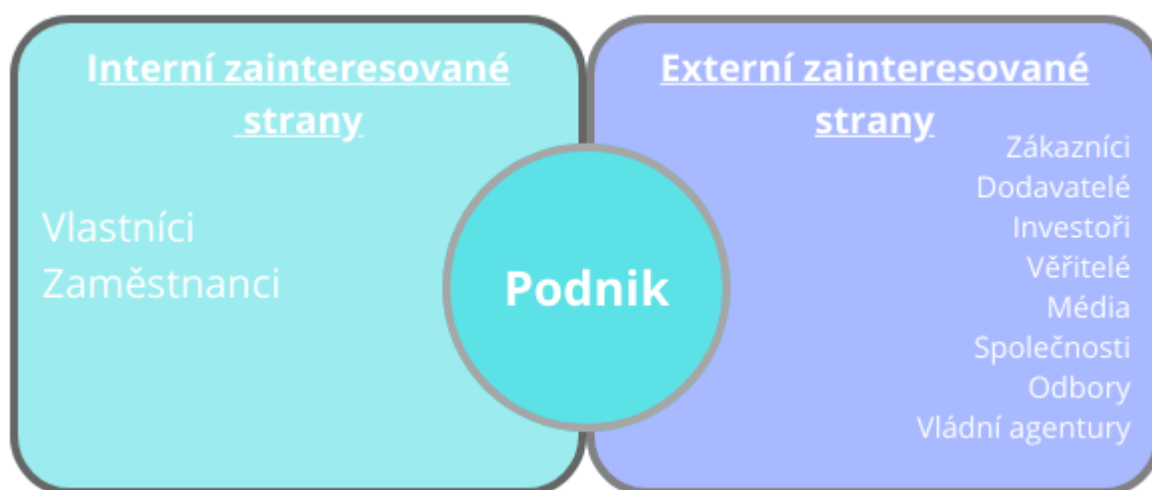 Interní zainteresované
strany
Vlastníci
Zaměstnanci
Podnik
Externí zainteresované
strany
Zákazníci
Dodavatelé
Investoři
Věřitelé
Média
Společnosti
Odbory
Vládní agentury